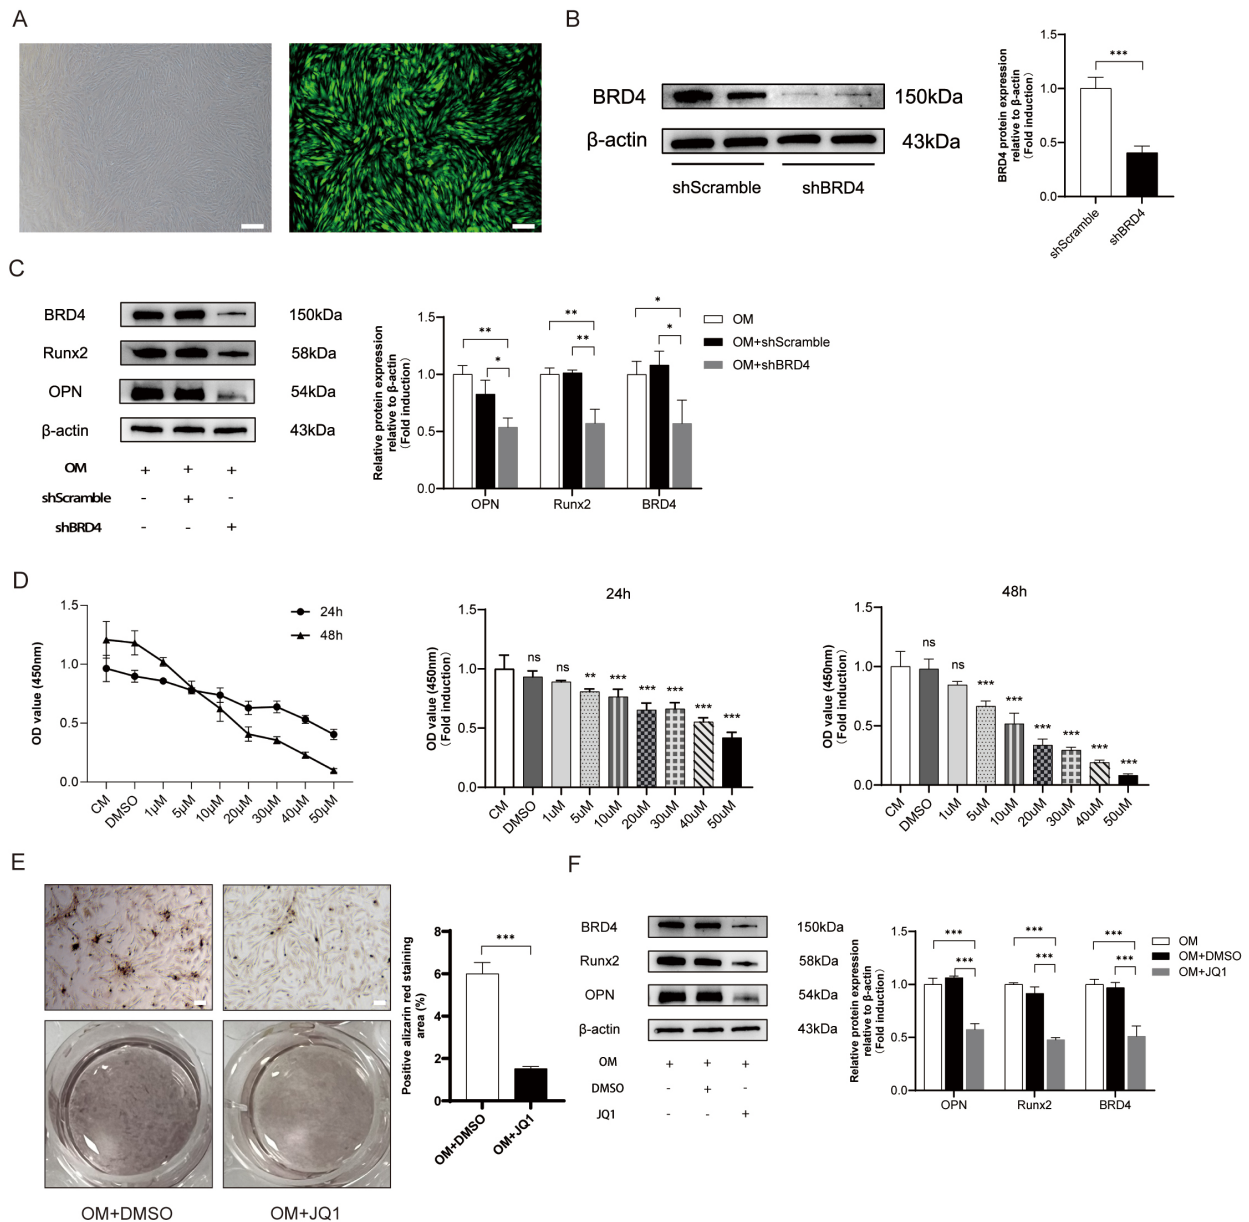 A
B
BRD4
150kDa
β-actin
43kDa
shScramble
shBRD4
BRD4 protein expression
relative to β-actin
(Fold induction)
1.5
1.0
0.5
0.0
***
shScramble
shBRD4
C
BRD4
150kDa
Runx2
58kDa
OPN
54kDa
β-actin
43kDa
OM + + +
shScramble - + -
shBRD4 - - +
Relative protein expression
relative to β-actin
(Fold induction)
1.5
1.0
0.5
0.0
**
*
**
**
*
*
OPN
Runx2
BRD4
OM
OM+shScramble
OM+shBRD4
D
OD value (450nm)
1.5
1.0
0.5
0.0
24h
48h
CM
DMSO
1μM
5μM
10μM
20μM
30μM
40μM
50μM
24h
OD value (450nm)
(Fold induction)
1.5
1.0
0.5
0.0
ns
ns
**
***
***
***
***
***
CM
DMSO
1uM
5uM
10uM
20uM
30uM
40uM
50uM
48h
OD value (450nm)
(Fold induction)
1.5
1.0
0.5
0.0
ns
ns
***
***
***
***
***
***
CM
DMSO
1uM
5uM
10uM
20uM
30uM
40uM
50uM
E
OM+DMSO
OM+JQ1
Positive alizarin red staining
area (%)
8
6
4
2
0
***
OM+DMSO
OM+JQ1
F
BRD4
150kDa
Runx2
58kDa
OPN
54kDa
β-actin
43kDa
OM + + +
DMSO - + -
JQ1 - - +
Relative protein expression
relative to β-actin
(Fold induction)
1.5
1.0
0.5
0.0
***
***
***
***
***
***
OPN
Runx2
BRD4
OM
OM+DMSO
OM+JQ1